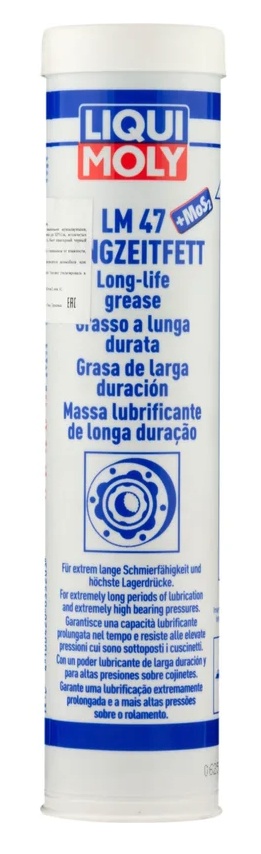 LIQUI
MOLY
LM 47
+MoS₂
NGZEITFETT
Long-life
grease
Grasso a lunga
durata
Grasa de larga
duración
Massa lubrificante
de longa duração
Für extrem lange Schmierfähigkeit und
höchste Lagerdrücke.
For extremely long periods of lubrication
and extremely high bearing pressures.
Garantisce una capacità lubrificante
prolungata nel tempo e resiste alle elevate
pressioni cui sono sottoposti i cuscinetti.
Con un poder lubricante de larga duración y
para altas presiones sobre cojinetes.
Garante uma lubrificação extremamente
prolongada e a mais altas pressões
sobre o rolamento.
EAC